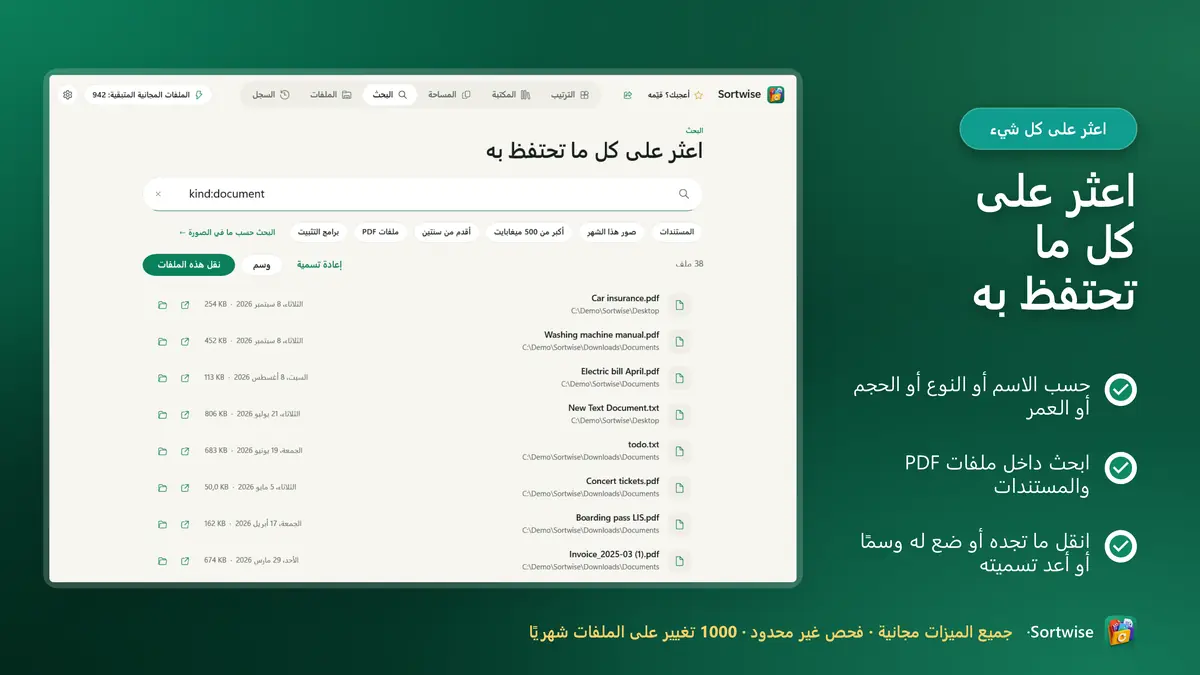 Sortwise
أعجبك؟ قيّمه
الترتيب
المكتبة
المساحة
البحث
الملفات
السجل
الملفات المجانية المتبقية: 942
البحث
اعثر على كل ما تحتفظ به
kind:document
المستندات
صور هذا الشهر
أكبر من 500 ميغابايت
أقدم من سنتين
ملفات PDF
برامج التثبيت
البحث حسب ما في الصورة ←
38 ملف
إعادة تسمية
وسم
نقل هذه الملفات
Car insurance.pdf
C:\Demo\Sortwise\Desktop
الثلاثاء، 8 سبتمبر 2026 · 254 KB
Washing machine manual.pdf
C:\Demo\Sortwise\Downloads\Documents
الثلاثاء، 8 سبتمبر 2026 · 452 KB
Electric bill April.pdf
C:\Demo\Sortwise\Documents
السبت، 8 أغسطس 2026 · 113 KB
New Text Document.txt
C:\Demo\Sortwise\Desktop
الثلاثاء، 21 يوليو 2026 · 806 KB
todo.txt
C:\Demo\Sortwise\Downloads\Documents
الجمعة، 19 يونيو 2026 · 683 KB
Concert tickets.pdf
C:\Demo\Sortwise\Downloads\Documents
الثلاثاء، 5 مايو 2026 · 50,0 KB
Boarding pass LIS.pdf
C:\Demo\Sortwise\Downloads\Documents
الجمعة، 17 أبريل 2026 · 162 KB
Invoice_2025-03 (1).pdf
C:\Demo\Sortwise\Downloads\Documents
الأحد، 29 مارس 2026 · 674 KB
اعثر على كل شيء
اعثر على
كل ما
تحتفظ به
حسب الاسم أو النوع أو الحجم
أو العمر
ابحث داخل ملفات PDF
والمستندات
انقل ما تجده أو ضع له وسمًا
أو أعد تسميته
Sortwise· جميع الميزات مجانية · فحص غير محدود · 1000 تغيير على الملفات شهريًا